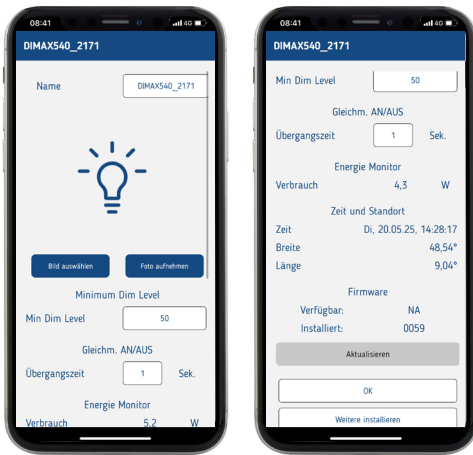 08:41
4G
DIMAX540_2171
Name
DIMAX540_2171
Bild auswählen
Foto aufnehmen
Minimum Dim Level
Min Dim Level
50
Gleichm. AN/AUS
Übergangszeit
1
Sek.
Energie Monitor
Verbrauch
5,2
W
08:41
4G
DIMAX540_2171
Min Dim Level
50
Gleichm. AN/AUS
Übergangszeit
1
Sek.
Energie Monitor
Verbrauch
4,3
W
Zeit und Standort
Zeit
Di, 20.05.25, 14:28:17
Breite
48,54°
Länge
9,04°
Firmware
Verfügbar:
NA
Installiert:
0059
Aktualisieren
OK
Weitere installieren